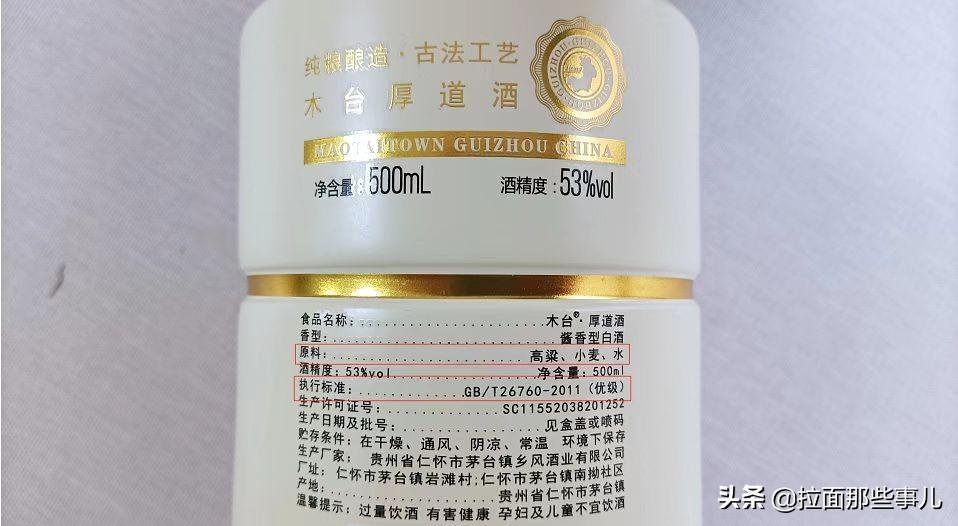 纯粮酿造·古法工艺
木台厚道酒
MAOTAITOWN GUIZHOU CHINA
净含量:500mL 酒精度:53%vol
食品名称:木台®·厚道酒
香型:酱香型白酒
原料:高粱、小麦、水
酒精度:53%vol 净含量:500ml
执行标准:GB/T26760-2011(优级)
生产许可证号:SC11552038201252
生产日期及批号:见盒盖或喷码
贮存条件:在干燥、通风、阴凉、常温 环境下保存
生产厂家:贵州省仁怀市茅台镇乡风酒业有限公司
厂址:仁怀市茅台镇岩滩村;仁怀市茅台镇南坳社区
产地:贵州省仁怀市茅台镇
温馨提示:过量饮酒 有害健康 孕妇及儿童不宜饮酒
头条 @拉面那些事儿